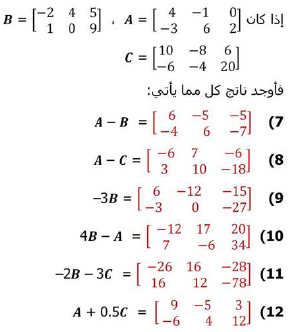 إذا كان A = [4 -1 0; -3 6 2] ، B = [-2 4 5; 1 0 9]
C = [10 -8 6; -6 -4 20]
فأوجد ناتج كل مما يأتي:
(7 A − B = [6 -5 -5; -4 6 -7]
(8 A − C = [-6 7 -6; 3 10 -18]
(9 −3B = [6 -12 -15; -3 0 -27]
(10 4B − A = [-12 17 20; 7 -6 34]
(11 −2B − 3C = [-26 16 -28; 16 12 -78]
(12 A + 0.5C = [9 -5 3; -6 4 12]